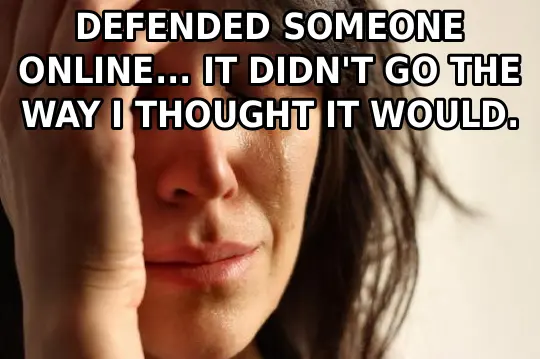 DEFENDED SOMEONE
ONLINE... IT DIDN'T GO THE
WAY I THOUGHT IT WOULD.